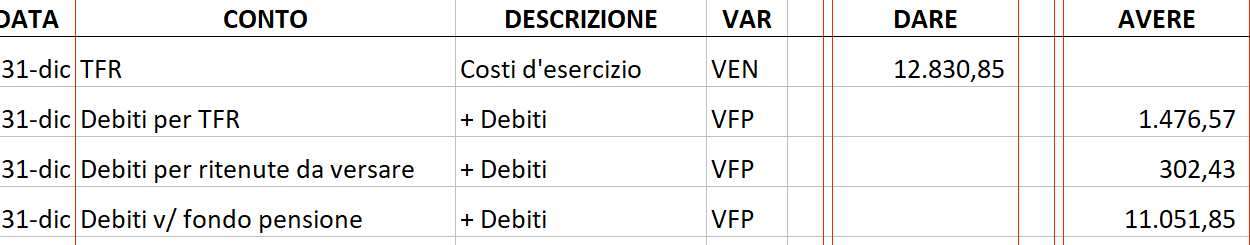 DATA CONTO DESCRIZIONE VAR DARE AVERE
31-dic TFR Costi d'esercizio VEN 12.830,85
31-dic Debiti per TFR + Debiti VFP 1.476,57
31-dic Debiti per ritenute da versare + Debiti VFP 302,43
31-dic Debiti v/ fondo pensione + Debiti VFP 11.051,85